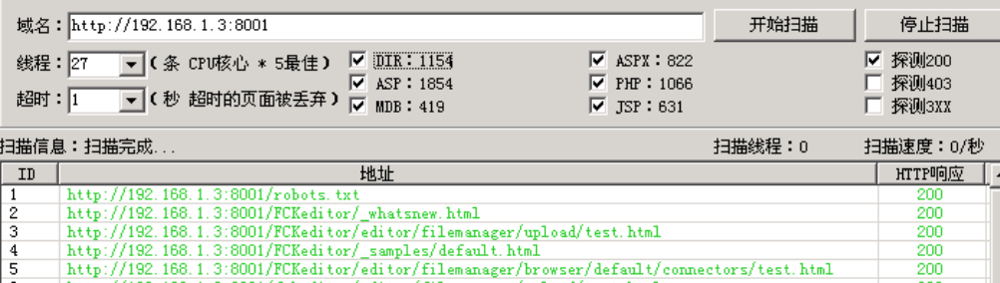 域名：http://192.168.1.3:8001 开始扫描 停止扫描
线程：27 (条 CPU核心 * 5最佳) DIR：1154 ASPX：822 探测200
ASP：1854 PHP：1066 探测403
超时：1 (秒 超时的页面被丢弃) MDB：419 JSP：631 探测3XX
扫描信息：扫描完成... 扫描线程：0 扫描速度：0/秒
ID 地址 HTTP响应
1 http://192.168.1.3:8001/robots.txt 200
2 http://192.168.1.3:8001/FCKeditor/_whatsnew.html 200
3 http://192.168.1.3:8001/FCKeditor/editor/filemanager/upload/test.html 200
4 http://192.168.1.3:8001/FCKeditor/_samples/default.html 200
5 http://192.168.1.3:8001/FCKeditor/editor/filemanager/browser/default/connectors/test.html 200